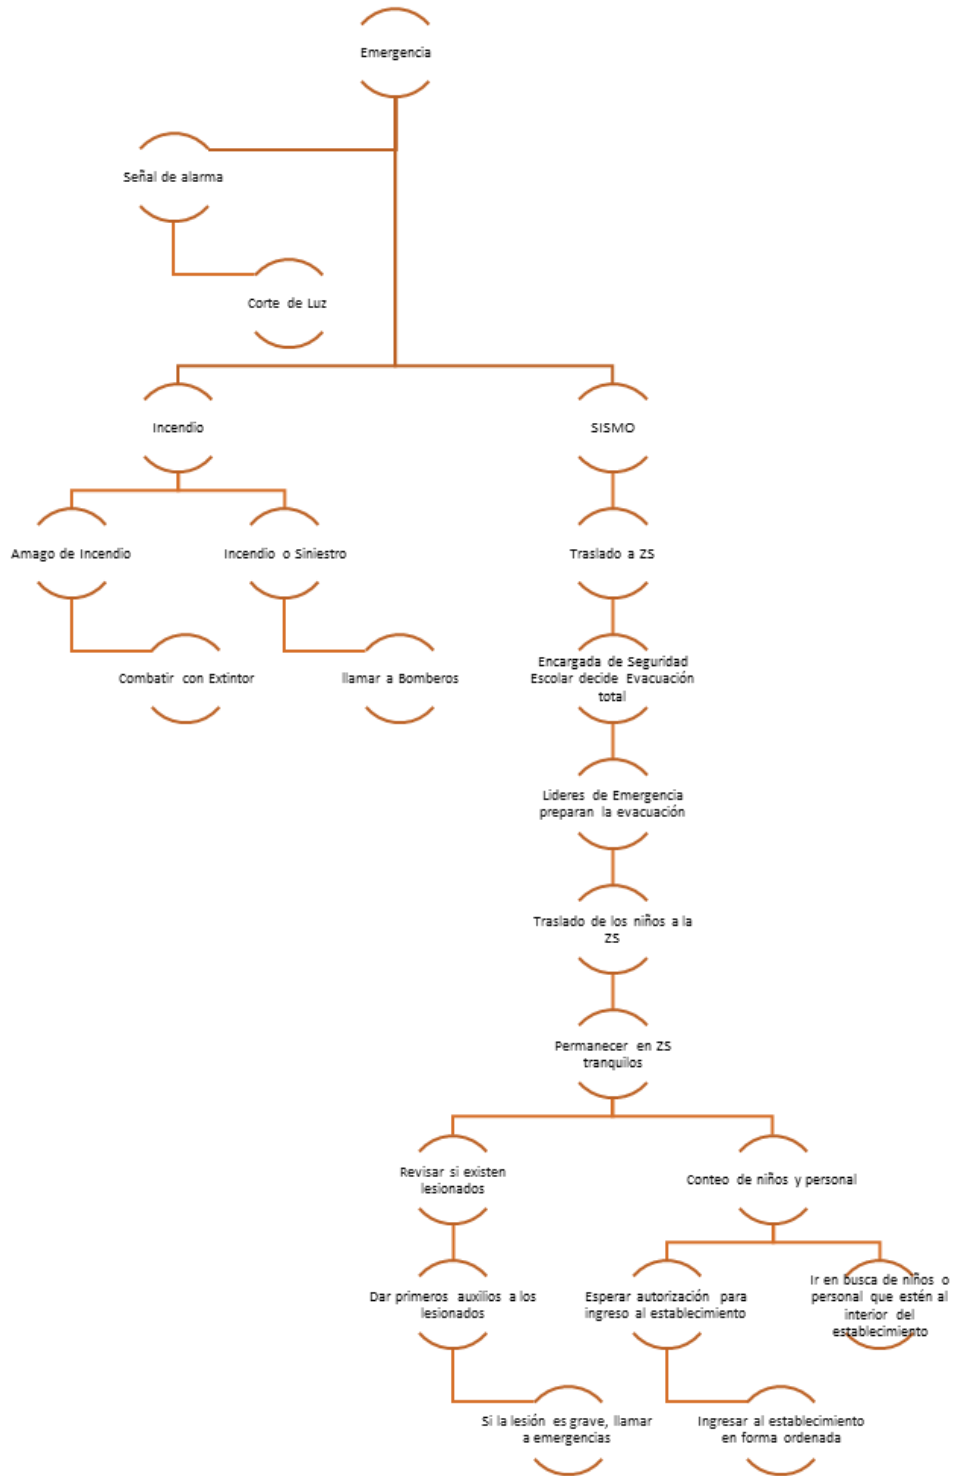 Emergencia
Señal de alarma
Corte de Luz
Incendio
SISMO
Amago de Incendio
Incendio o Siniestro
Traslado a ZS
Combatir con Extintor
llamar a Bomberos
Encargada de Seguridad
Escolar decide Evacuación
total
Lideres de Emergencia
preparan la evacuación
Traslado de los niños a la
ZS
Permanecer en ZS
tranquilos
Revisar si existen
lesionados
Conteo de niños y personal
Dar primeros auxilios a los
lesionados
Esperar autorización para
ingreso al establecimiento
Ir en busca de niños o
personal que estén al
interior del
establecimiento
Si la lesión es grave, llamar
a emergencias
Ingresar al establecimiento
en forma ordenada